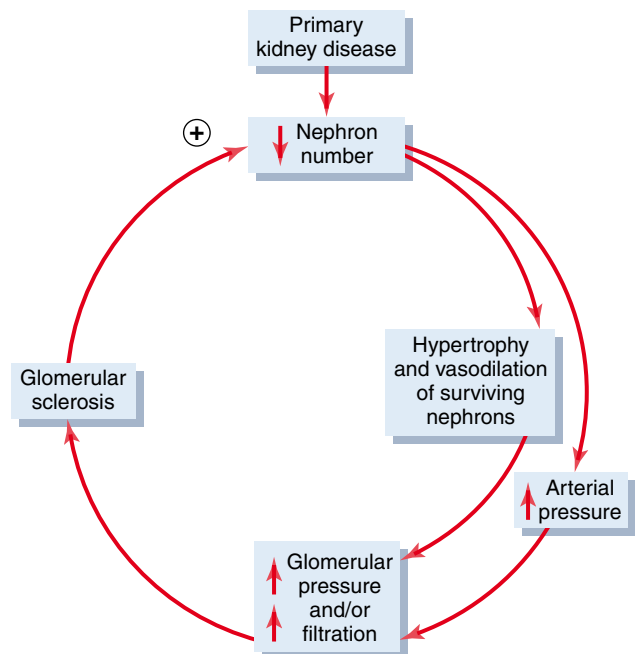 Primary
kidney disease
+
Nephron
number
Hypertrophy
and vasodilation
of surviving
nephrons
Glomerular
sclerosis
Arterial
pressure
Glomerular
pressure
and/or
filtration